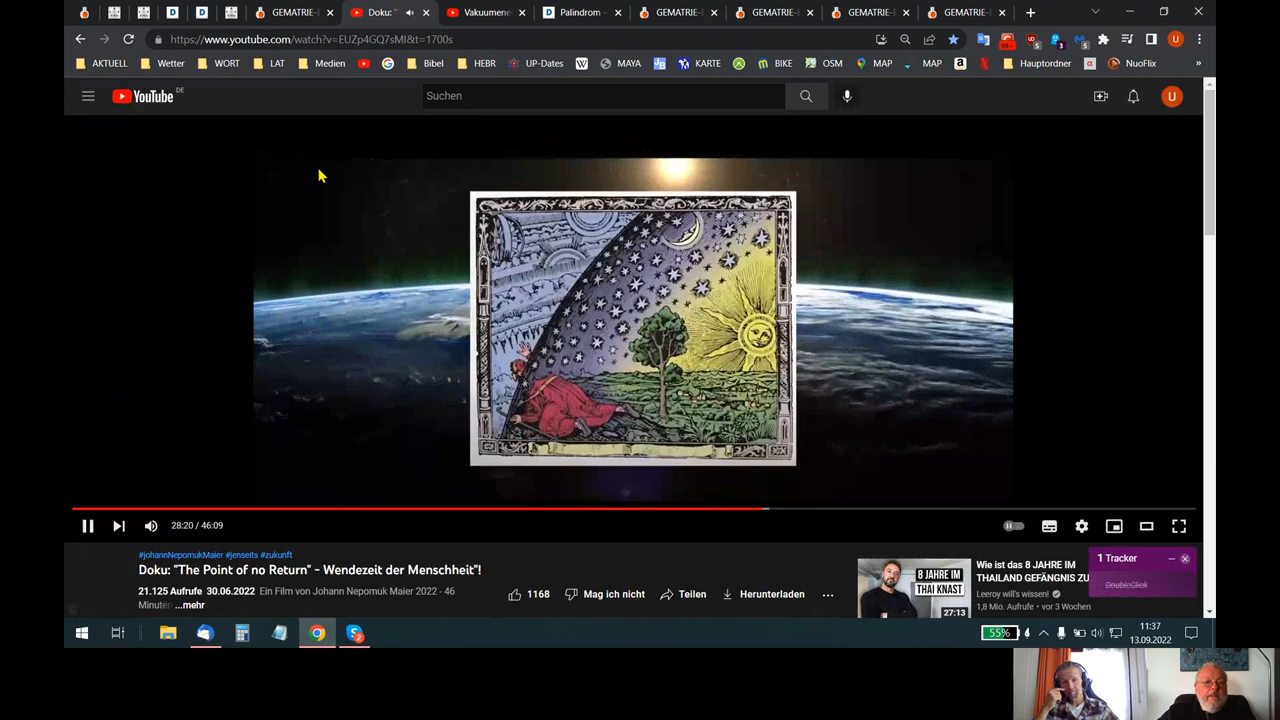 GEMATRIE-
Doku: "
Vakuumene
Palindrom –
GEMATRIE-
GEMATRIE-
GEMATRIE-
GEMATRIE-
https://www.youtube.com/watch?v=EUZp4GQ7sMI&t=1700s
AKTUELL Wetter WORT LAT Medien Bibel HEBR UP-Dates MAYA KARTE BIKE OSM MAP MAP Hauptordner NuoFlix »
YouTube DE
Suchen
U
28:20 / 46:09
#johannNepomukMaier #jenseits #zukunft
Doku: "The Point of no Return" - Wendezeit der Menschheit"!
21.125 Aufrufe 30.06.2022 Ein Film von Johann Nepomuk Maier 2022 - 46
Minuten ...mehr
1168 Mag ich nicht Teilen Herunterladen
8 JAHRE IM
THAI KNAST
27:13
Wie ist das 8 JAHRE IM
THAILAND GEFÄNGNIS ZU
Leeroy will's wissen!
1,8 Mio. Aufrufe • vor 3 Wochen
1 Tracker
DoubleClick
55%
11:37
13.09.2022